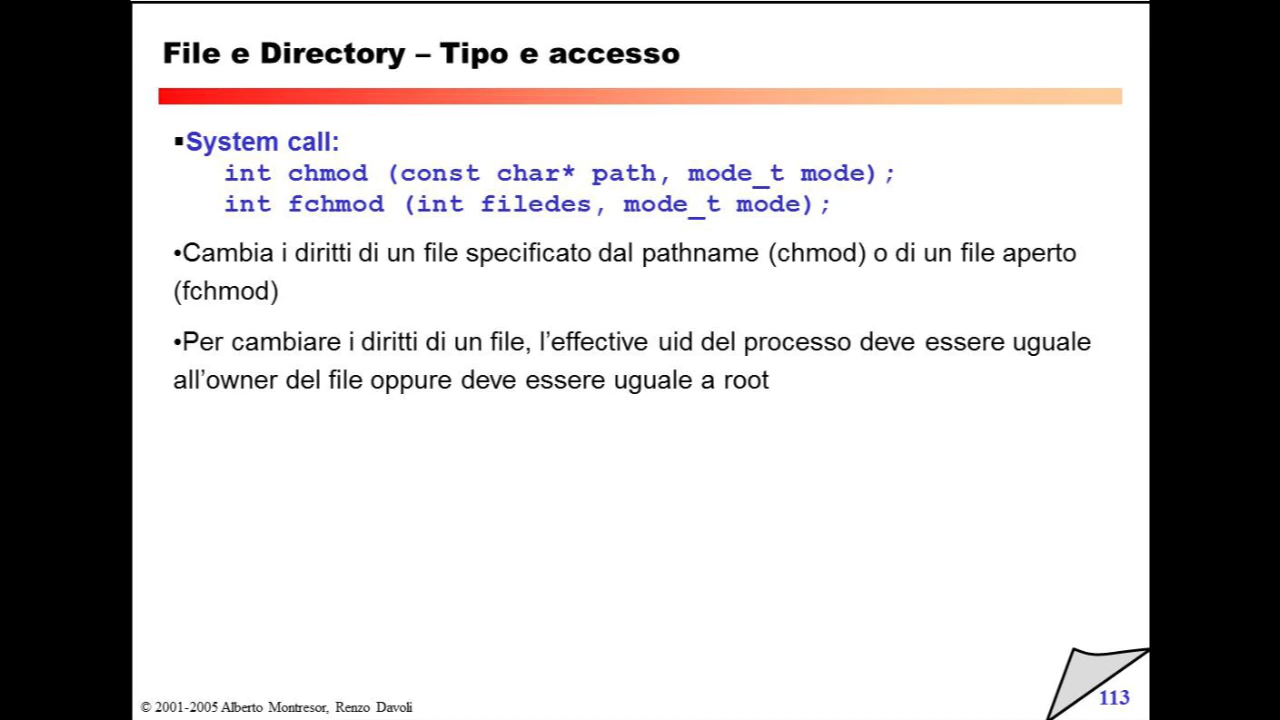 File e Directory – Tipo e accesso
▪System call:
int chmod (const char* path, mode_t mode);
int fchmod (int filedes, mode_t mode);
•Cambia i diritti di un file specificato dal pathname (chmod) o di un file aperto
(fchmod)
•Per cambiare i diritti di un file, l’effective uid del processo deve essere uguale
all’owner del file oppure deve essere uguale a root
© 2001-2005 Alberto Montresor, Renzo Davoli
113